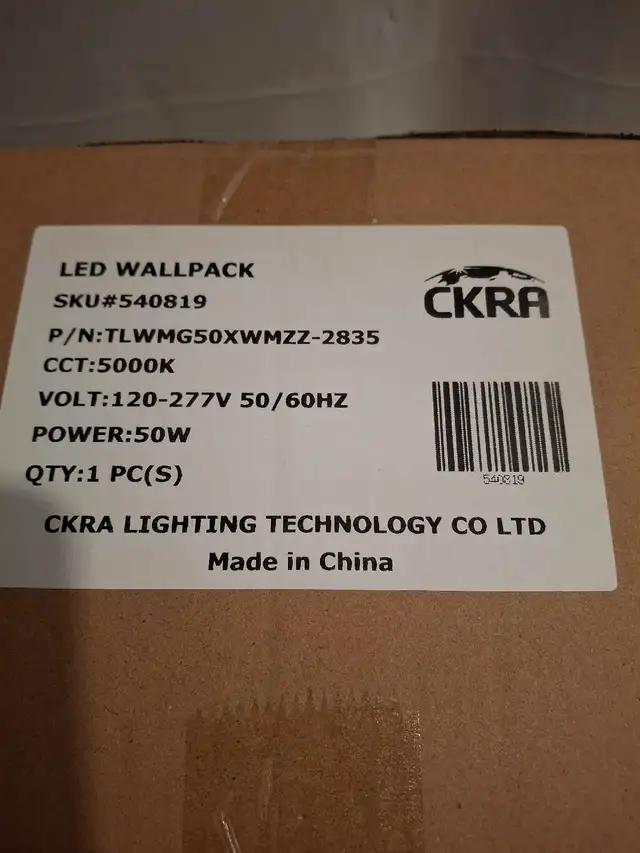 LED WALLPACK
CKRA
SKU#540819
P/N:TLWMG50XWMZZ-2835
CCT:5000K
VOLT:120-277V 50/60HZ
POWER:50W
QTY:1 PC(S)
540819
CKRA LIGHTING TECHNOLOGY CO LTD
Made in China